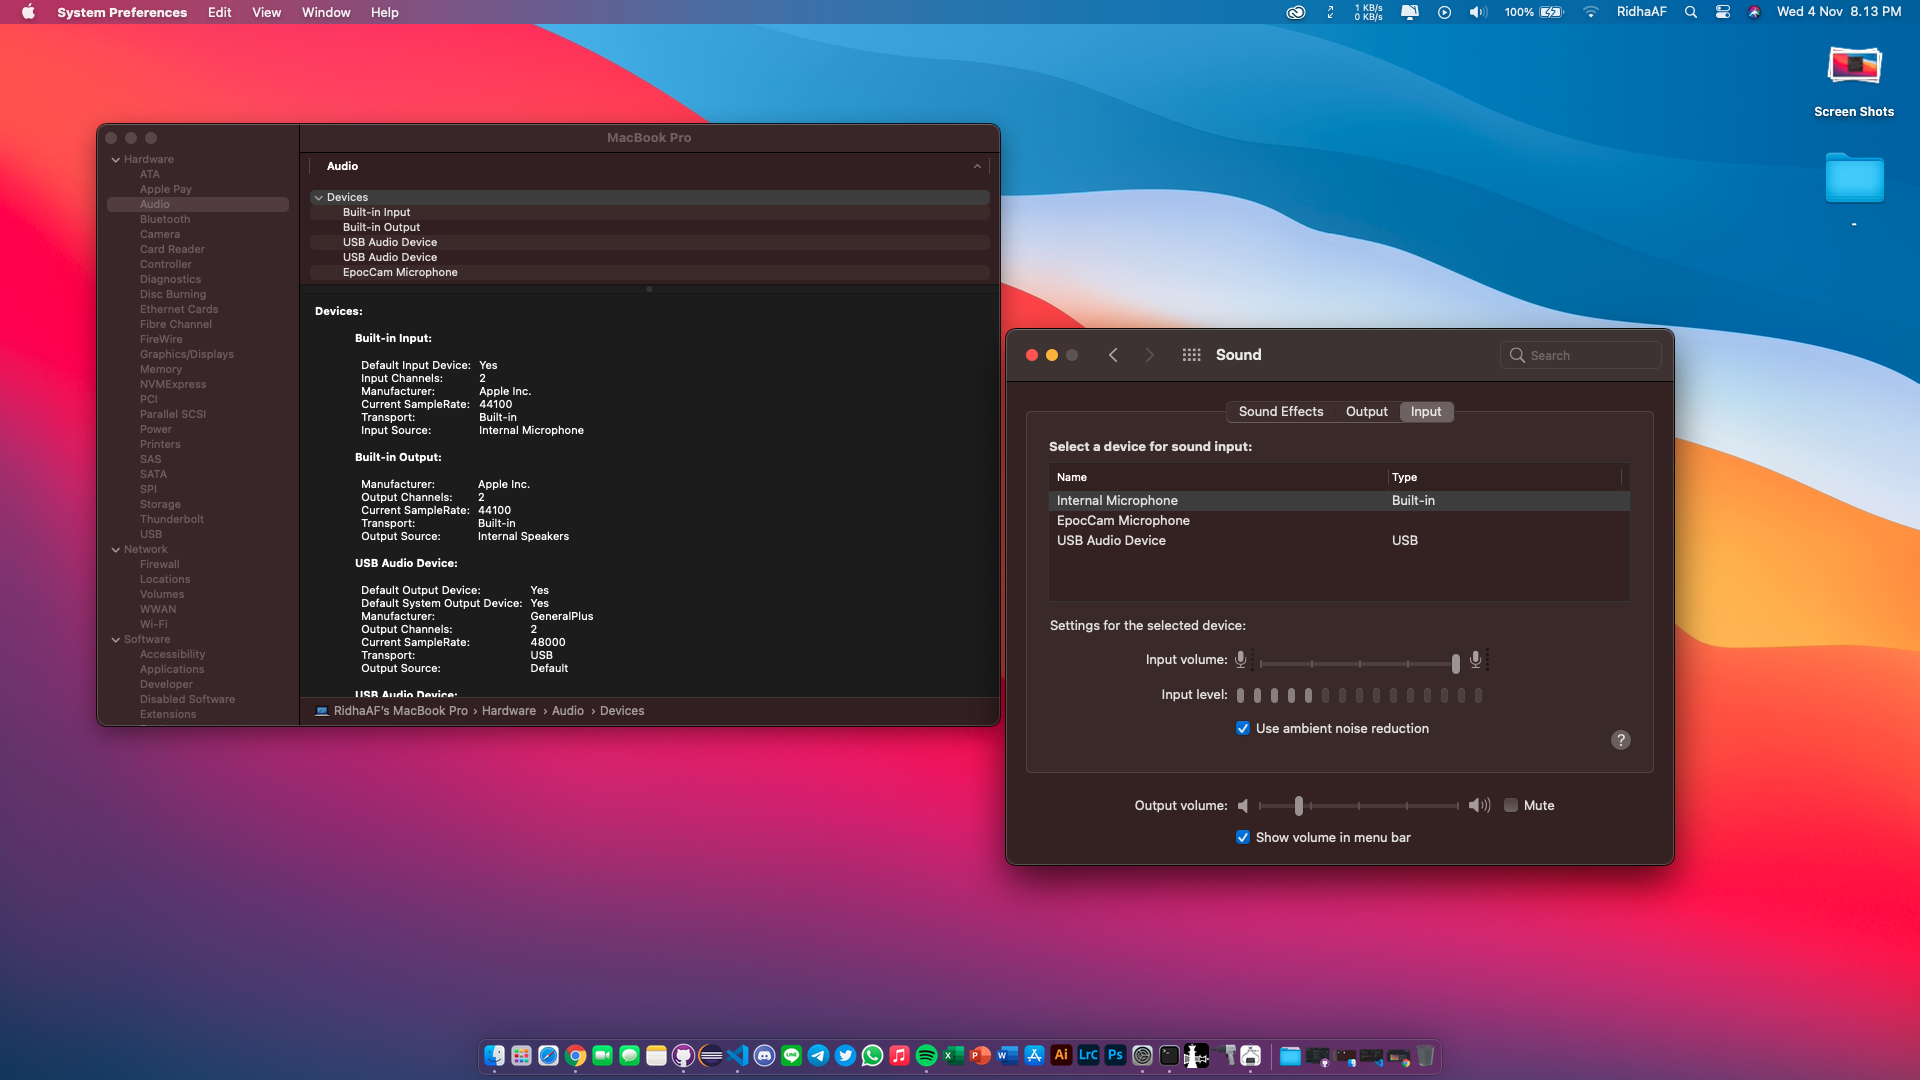 System Preferences Edit View Window Help
1 KB/s
0 KB/s
100%
RidhaAF
Wed 4 Nov 8.13 PM
Screen Shots
-
MacBook Pro
Hardware
ATA
Apple Pay
Audio
Bluetooth
Camera
Card Reader
Controller
Diagnostics
Disc Burning
Ethernet Cards
Fibre Channel
FireWire
Graphics/Displays
Memory
NVMExpress
PCI
Parallel SCSI
Power
Printers
SAS
SATA
SPI
Storage
Thunderbolt
USB
Network
Firewall
Locations
Volumes
WWAN
Wi-Fi
Software
Accessibility
Applications
Developer
Disabled Software
Extensions
Audio
Devices
Built-in Input
Built-in Output
USB Audio Device
USB Audio Device
EpocCam Microphone
Devices:
Built-in Input:
Default Input Device: Yes
Input Channels: 2
Manufacturer: Apple Inc.
Current SampleRate: 44100
Transport: Built-in
Input Source: Internal Microphone
Built-in Output:
Manufacturer: Apple Inc.
Output Channels: 2
Current SampleRate: 44100
Transport: Built-in
Output Source: Internal Speakers
USB Audio Device:
Default Output Device: Yes
Default System Output Device: Yes
Manufacturer: GeneralPlus
Output Channels: 2
Current SampleRate: 48000
Transport: USB
Output Source: Default
USB Audio Device:
RidhaAF's MacBook Pro › Hardware › Audio › Devices
Sound
Search
Sound Effects Output Input
Select a device for sound input:
Name Type
Internal Microphone Built-in
EpocCam Microphone
USB Audio Device USB
Settings for the selected device:
Input volume:
Input level:
Use ambient noise reduction
?
Output volume:
Mute
Show volume in menu bar
Ai LrC Ps